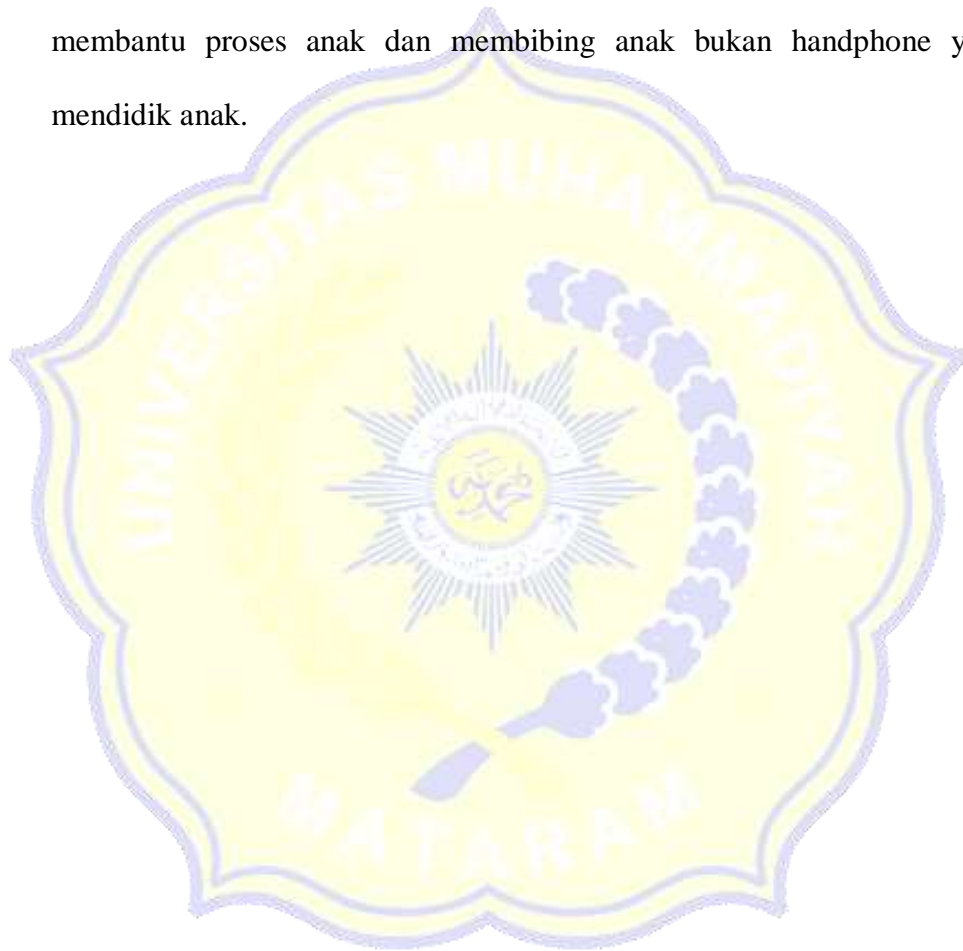 membantu proses anak dan membibing anak bukan handphone y
mendidik anak.
UNIVERSITAS MUHAMMADIYAH
MATARAM